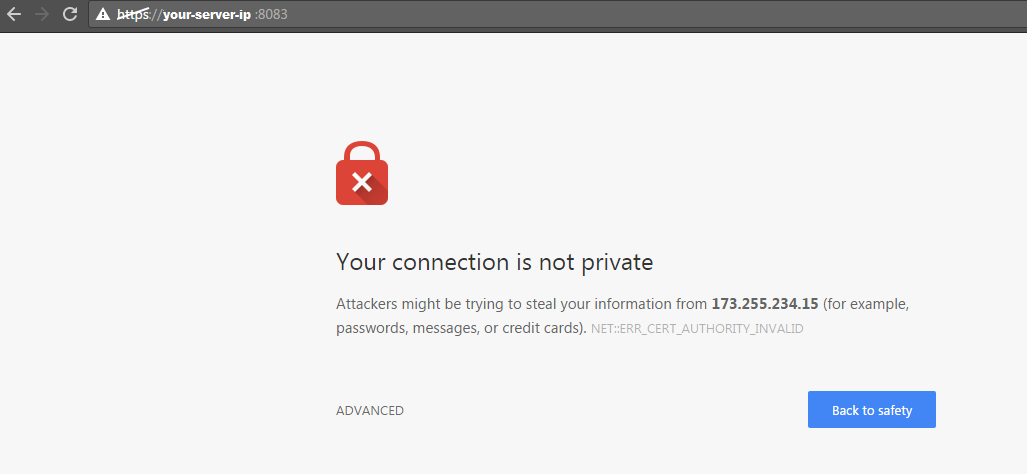 https://your-server-ip :8083
Your connection is not private
Attackers might be trying to steal your information from 173.255.234.15 (for example,
passwords, messages, or credit cards). NET::ERR_CERT_AUTHORITY_INVALID
ADVANCED
Back to safety